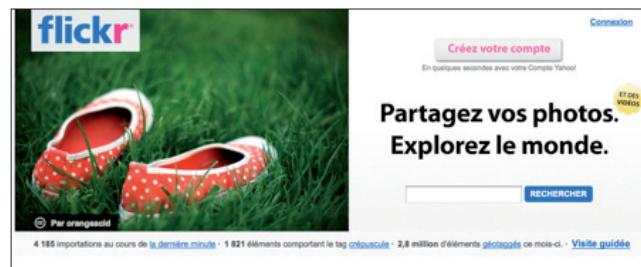 flickr
Connexion
Créez votre compte
En quelques secondes avec votre Compte Yahoo!
ET DES
VIDÉOS
Partagez vos photos.
Explorez le monde.
RECHERCHER
Par orangeacid
4 185 importations au cours de la dernière minute · 1 821 éléments comportant le tag crépuscule · 2,8 million d'éléments géotaggés ce mois-ci. · Visite guidée